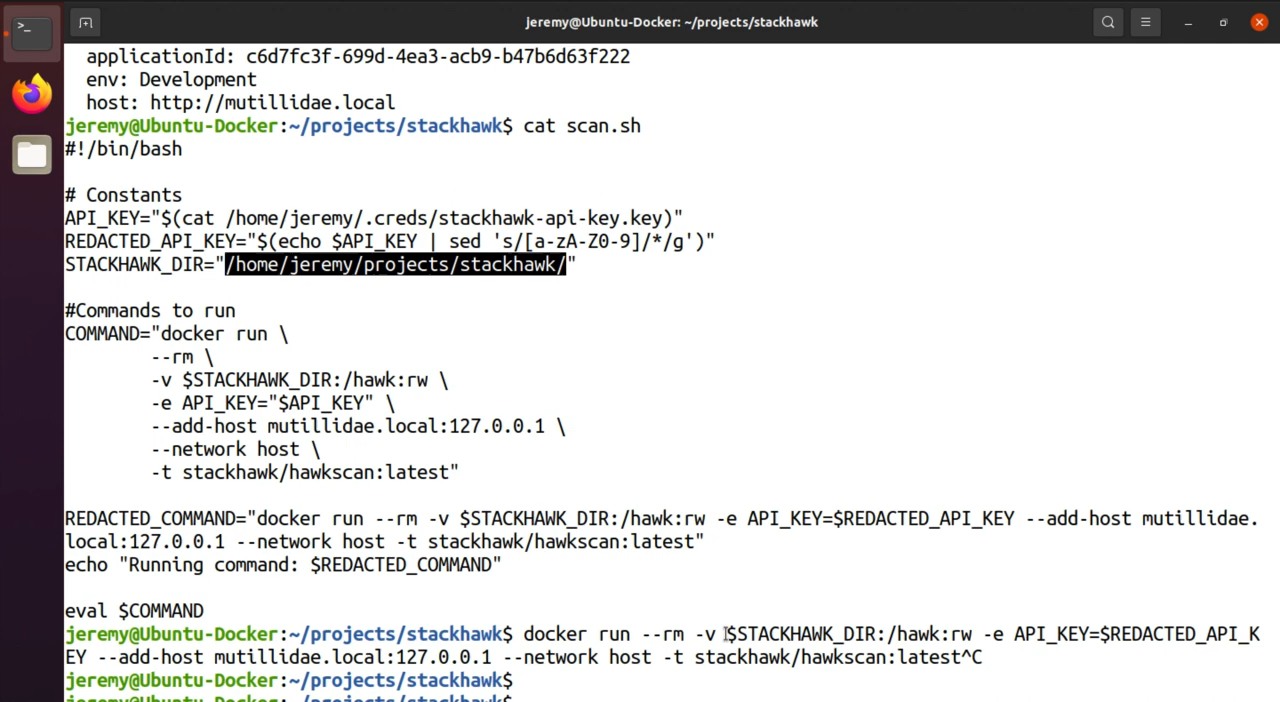 jeremy@Ubuntu-Docker: ~/projects/stackhawk
>_
applicationId: c6d7fc3f-699d-4ea3-acb9-b47b6d63f222
env: Development
host: http://mutillidae.local
jeremy@Ubuntu-Docker:~/projects/stackhawk$ cat scan.sh
#!/bin/bash
# Constants
API_KEY="$(cat /home/jeremy/.creds/stackhawk-api-key.key)"
REDACTED_API_KEY="$(echo $API_KEY | sed 's/[a-zA-Z0-9]/*/g')"
STACKHAWK_DIR="/home/jeremy/projects/stackhawk/"
#Commands to run
COMMAND="docker run \
--rm \
-v $STACKHAWK_DIR:/hawk:rw \
-e API_KEY="$API_KEY" \
--add-host mutillidae.local:127.0.0.1 \
--network host \
-t stackhawk/hawkscan:latest"
REDACTED_COMMAND="docker run --rm -v $STACKHAWK_DIR:/hawk:rw -e API_KEY=$REDACTED_API_KEY --add-host mutillidae.
local:127.0.0.1 --network host -t stackhawk/hawkscan:latest"
echo "Running command: $REDACTED_COMMAND"
eval $COMMAND
jeremy@Ubuntu-Docker:~/projects/stackhawk$ docker run --rm -v $STACKHAWK_DIR:/hawk:rw -e API_KEY=$REDACTED_API_K
EY --add-host mutillidae.local:127.0.0.1 --network host -t stackhawk/hawkscan:latest^C
jeremy@Ubuntu-Docker:~/projects/stackhawk$
jeremy@Ubuntu-Docker:~/projects/stackhawk$